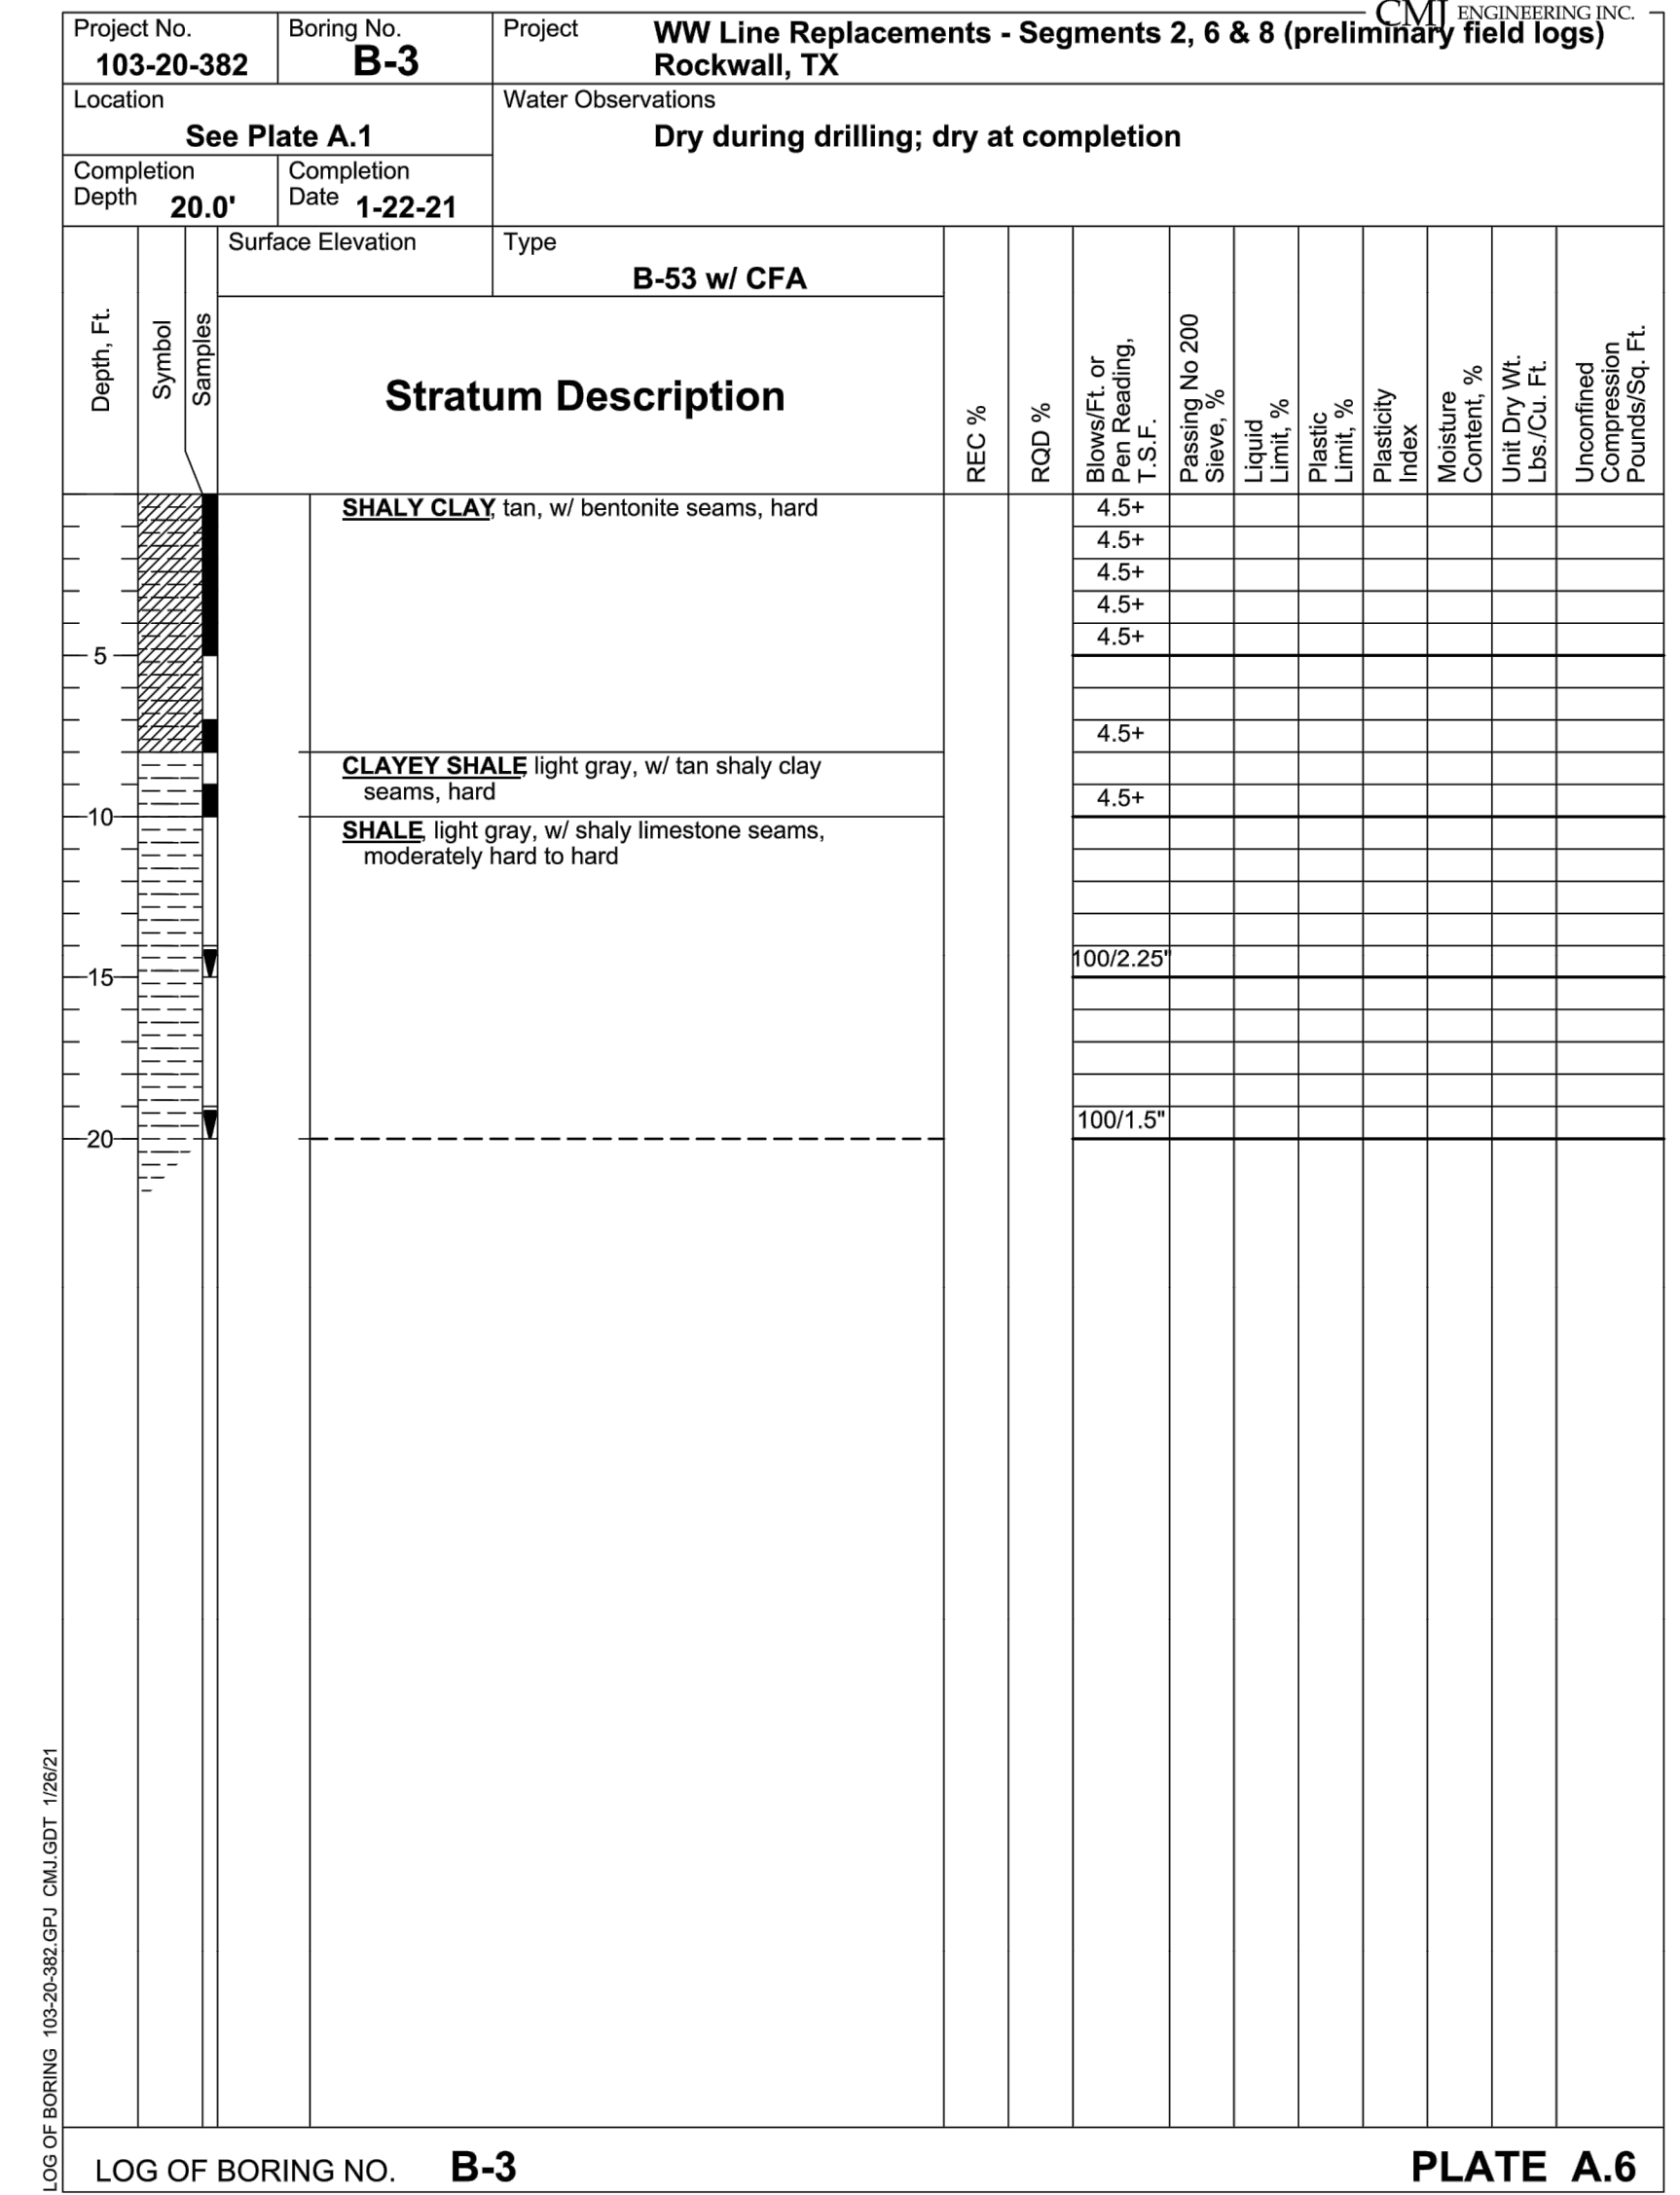 CMJ ENGINEERING INC.
Project No.
103-20-382
Boring No.
B-3
Project
WW Line Replacements - Segments 2, 6 & 8 (preliminary field logs)
Rockwall, TX
Location
See Plate A.1
Water Observations
Dry during drilling; dry at completion
Completion
Depth 20.0'
Completion
Date 1-22-21
Surface Elevation
Type
B-53 w/ CFA
Depth, Ft.
Symbol
Samples
Stratum Description
REC %
RQD %
Blows/Ft. or
Pen Reading,
T.S.F.
Passing No 200
Sieve, %
Liquid
Limit, %
Plastic
Limit, %
Plasticity
Index
Moisture
Content, %
Unit Dry Wt.
Lbs./Cu. Ft.
Unconfined
Compression
Pounds/Sq. Ft.
SHALY CLAY, tan, w/ bentonite seams, hard
4.5+
4.5+
4.5+
4.5+
4.5+
5
4.5+
CLAYEY SHALE, light gray, w/ tan shaly clay
seams, hard
4.5+
10
SHALE, light gray, w/ shaly limestone seams,
moderately hard to hard
100/2.25"
15
100/1.5"
20
LOG OF BORING 103-20-382.GPJ CMJ.GDT 1/26/21
LOG OF BORING NO. B-3
PLATE A.6